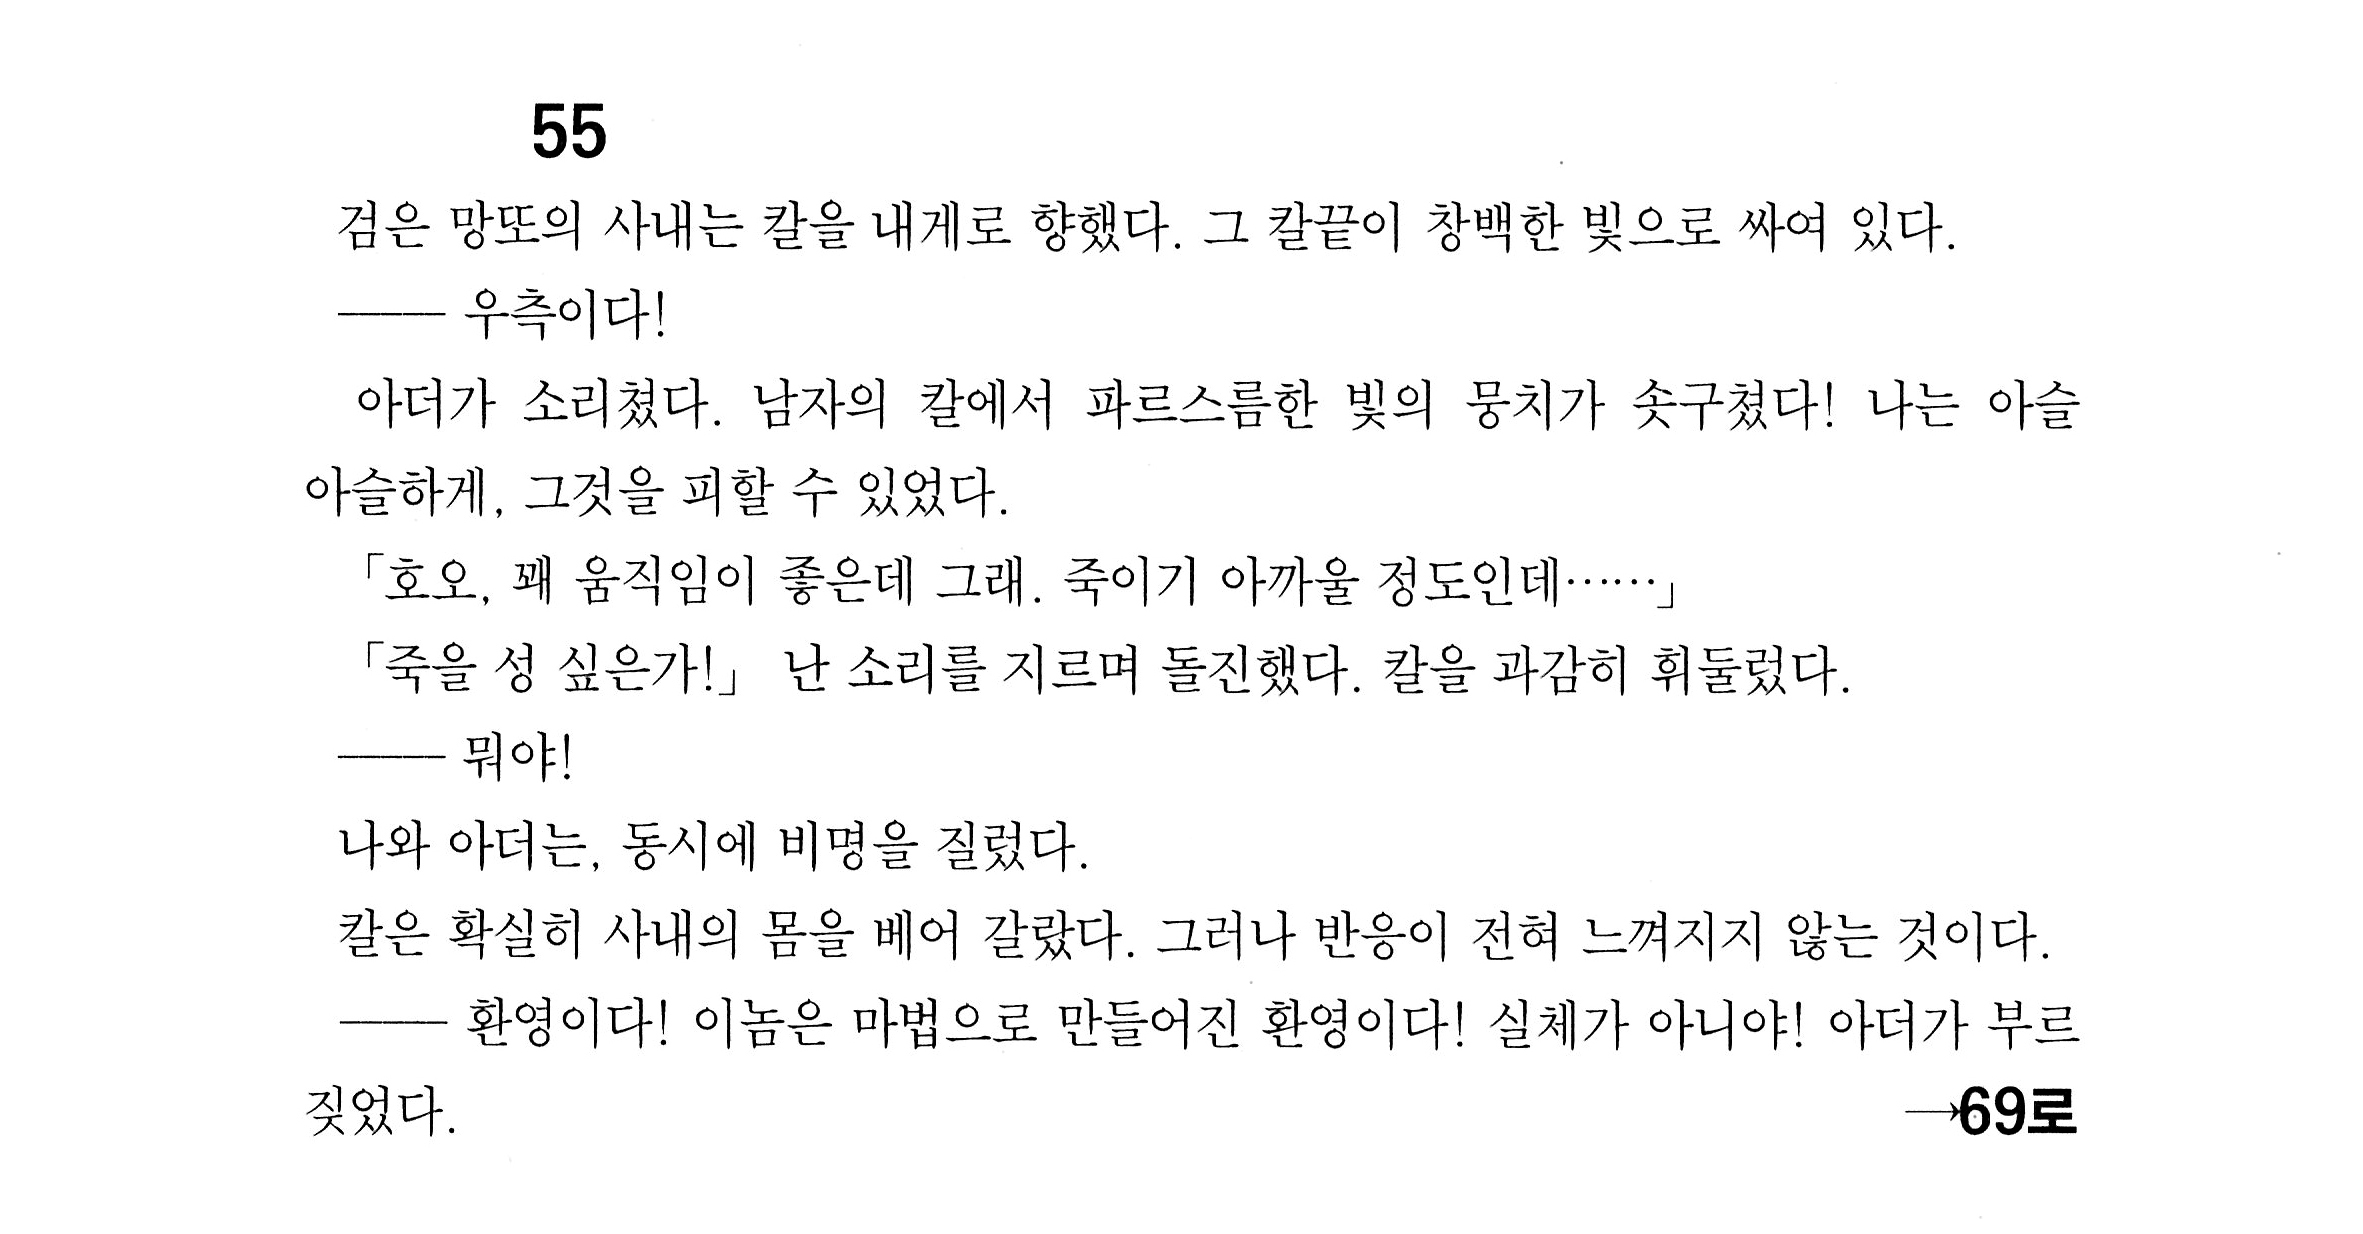 55
검은 망또의 사내는 칼을 내게로 향했다. 그 칼끝이 창백한 빛으로 싸여 있다.
—— 우측이다!
아더가 소리쳤다. 남자의 칼에서 파르스름한 빛의 뭉치가 솟구쳤다! 나는 아슬
아슬하게, 그것을 피할 수 있었다.
「호오, 꽤 움직임이 좋은데 그래. 죽이기 아까울 정도인데……」
「죽을 성 싶은가!」 난 소리를 지르며 돌진했다. 칼을 과감히 휘둘렀다.
—— 뭐야!
나와 아더는, 동시에 비명을 질렀다.
칼은 확실히 사내의 몸을 베어 갈랐다. 그러나 반응이 전혀 느껴지지 않는 것이다.
—— 환영이다! 이놈은 마법으로 만들어진 환영이다! 실체가 아니야! 아더가 부르
짖었다. →69로